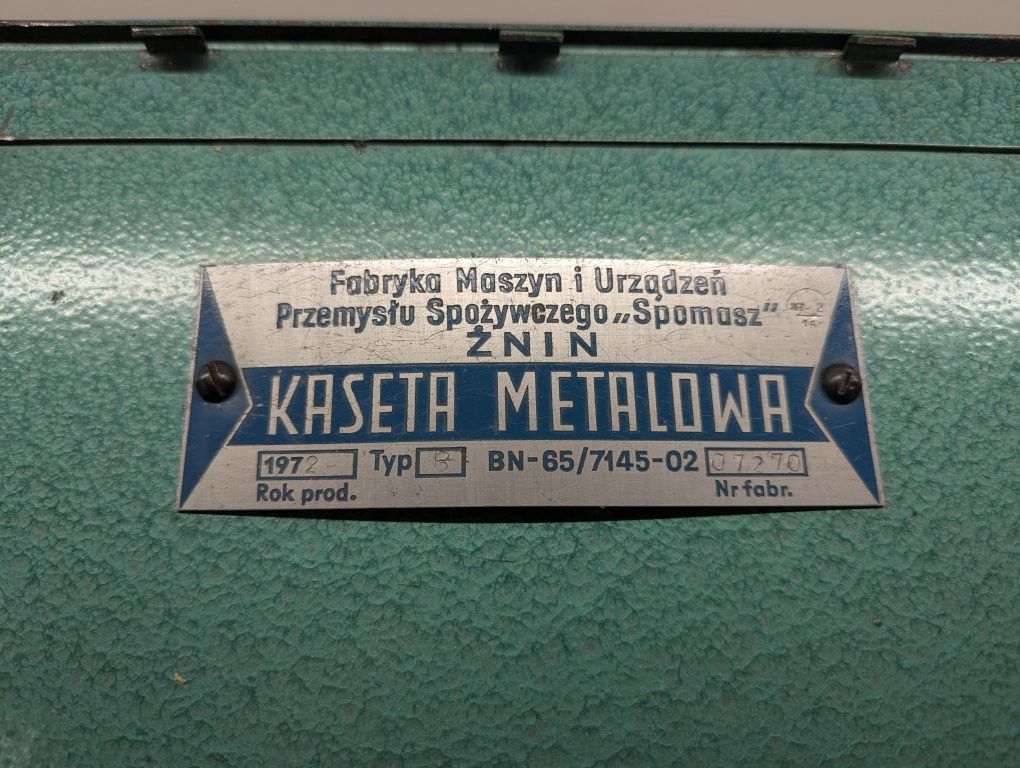 Fabryka Maszyn i Urządzeń
Przemysłu Spożywczego „Spomasz”
ŻNIN
KASETA METALOWA
1972 Typ B BN-65/7145-02 07270
Rok prod. Nr fabr.